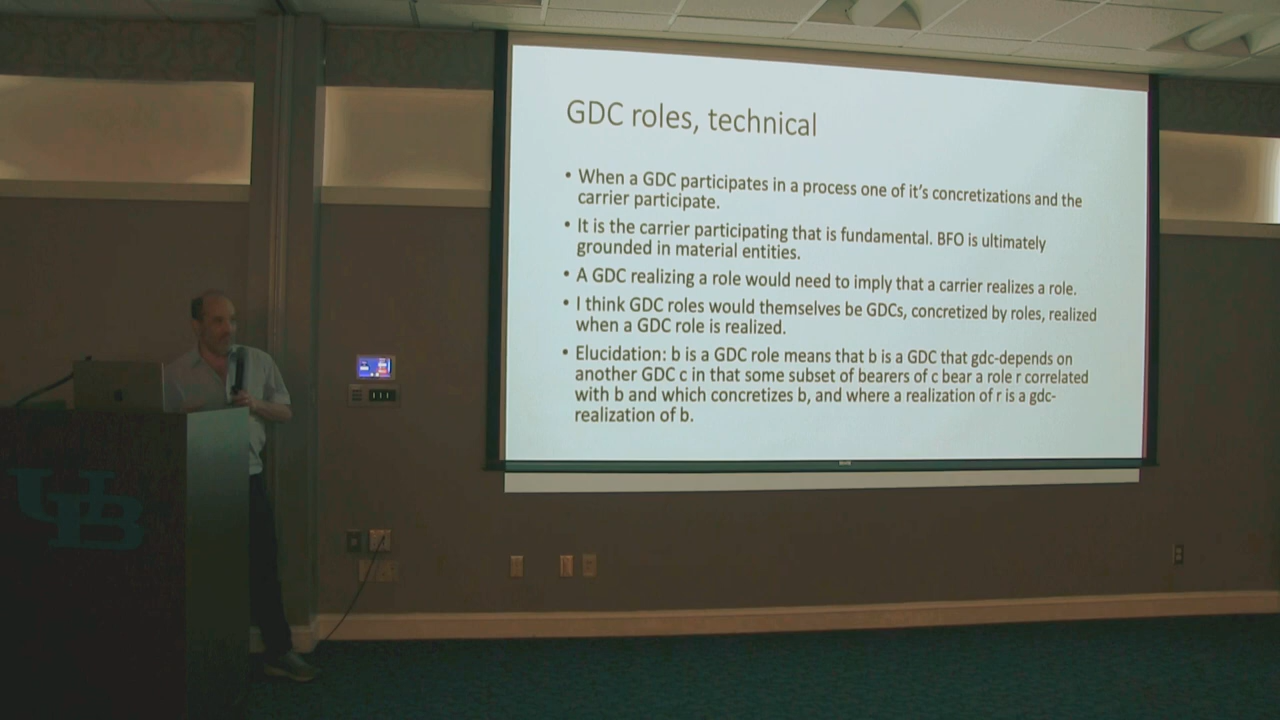 GDC roles, technical
• When a GDC participates in a process one of it's concretizations and the
carrier participate.
• It is the carrier participating that is fundamental. BFO is ultimately
grounded in material entities.
• A GDC realizing a role would need to imply that a carrier realizes a role.
• I think GDC roles would themselves be GDCs, concretized by roles, realized
when a GDC role is realized.
• Elucidation: b is a GDC role means that b is a GDC that gdc-depends on
another GDC c in that some subset of bearers of c bear a role r correlated
with b and which concretizes b, and where a realization of r is a gdc-
realization of b.
UB